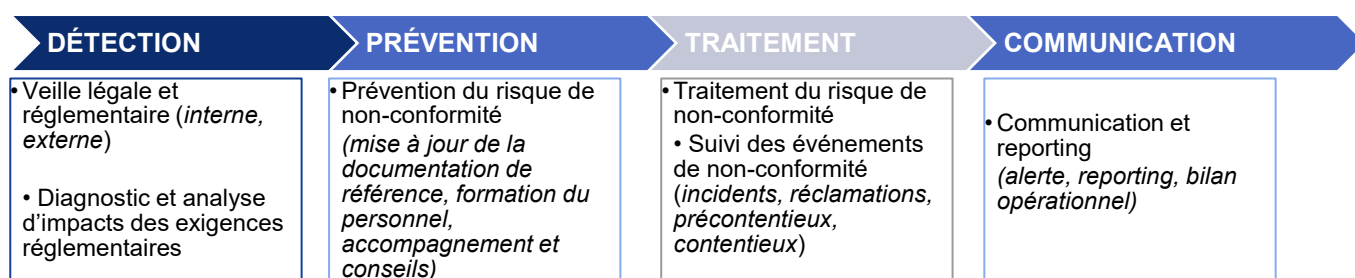 DÉTECTION
PRÉVENTION
TRAITEMENT
COMMUNICATION
• Veille légale et
réglementaire (interne,
externe)
• Diagnostic et analyse
d'impacts des exigences
réglementaires
• Prévention du risque de
non-conformité
(mise à jour de la
documentation de
référence, formation du
personnel,
accompagnement et
conseils)
• Traitement du risque de
non-conformité
• Suivi des événements
de non-conformité
(incidents, réclamations,
précontentieux,
contentieux)
• Communication et
reporting
(alerte, reporting, bilan
opérationnel)